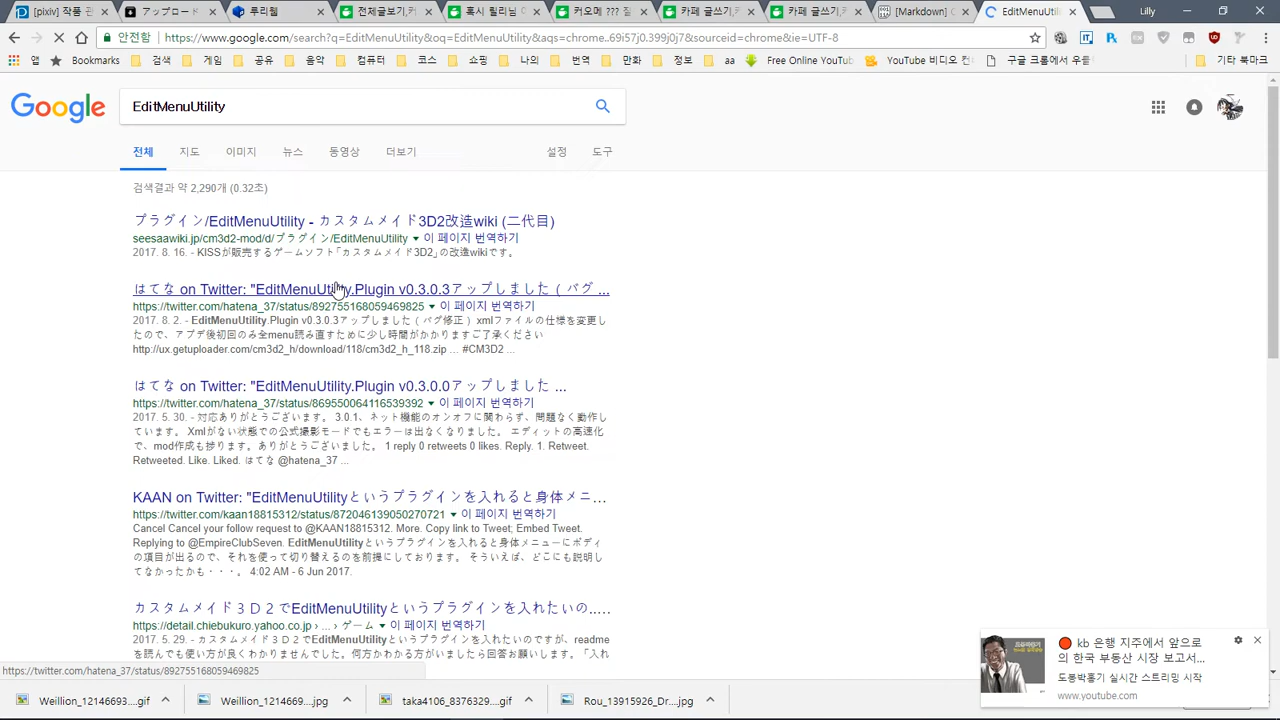 [pixiv] 작품 관
아카이브 업로드
루리웹
전체글보기,카
혹시 릴리님 여
커오메 ??? 질
카페 글쓰기,카
카페 글쓰기,카
[Markdown] 
EditMenuUtili
Lilly
안전함 https://www.google.com/search?q=EditMenuUtility&oq=EditMenuUtility&aqs=chrome..69i57j0.399j0j7&sourceid=chrome&ie=UTF-8
앱 Bookmarks 검색 게임 공유 음악 컴퓨터 코스 쇼핑 나의 번역 만화 정보 aa Free Online YouTub YouTube 비디오 컨 구글 크롬에서 우클 기타 북마크
Google EditMenuUtility
전체 지도 이미지 뉴스 동영상 더보기 설정 도구
검색결과 약 2,290개 (0.32초)
プラグイン/EditMenuUtility - カスタムメイド3D2改造wiki (二代目)
seesaawiki.jp/cm3d2-mod/d/プラグイン/EditMenuUtility 이 페이지 번역하기
2017. 8. 16. - KISSが販売するゲームソフト「カスタムメイド3D2」の改造wikiです。
はてな on Twitter: "EditMenuUtility.Plugin v0.3.0.3アップしました（バグ ...
https://twitter.com/hatena_37/status/892755168059469825 이 페이지 번역하기
2017. 8. 2. - EditMenuUtility.Plugin v0.3.0.3アップしました（バグ修正）xmlファイルの仕様を変更し
たので、アプデ後初回のみ全menu読み直すために少し時間がかかりますご了承ください
http://ux.getuploader.com/cm3d2_h/download/118/cm3d2_h_118.zip ... #CM3D2 ...
はてな on Twitter: "EditMenuUtility.Plugin v0.3.0.0アップしました ...
https://twitter.com/hatena_37/status/869550064116539392 이 페이지 번역하기
2017. 5. 30. - 対応ありがとうございます。 3.0.1、ネット機能のオンオフに関わらず、問題なく動作し
ています。 Xmlがない状態での公式撮影モードでもエラーは出なくなりました。 エディットの高速化
で、mod作成も捗ります。ありがとうございました。 1 reply 0 retweets 0 likes. Reply. 1. Retweet.
Retweeted. Like. Liked. はてな @hatena_37 ...
KAAN on Twitter: "EditMenuUtilityというプラグインを入れると身体メニ...
https://twitter.com/kaan18815312/status/872046139050270721 이 페이지 번역하기
Cancel Cancel your follow request to @KAAN18815312. More. Copy link to Tweet; Embed Tweet.
Replying to @EmpireClubSeven. EditMenuUtilityというプラグインを入れると身体メニューにボディ
の項目が出るので、それを使って切り替えるのを前提にしております。 そういえば、どこにも説明し
てなかったかも・・・。 4:02 AM - 6 Jun 2017.
カスタムメイド３Ｄ２でEditMenuUtilityというプラグインを入れたいの.....
https://detail.chiebukuro.yahoo.co.jp › ... › ゲーム 이 페이지 번역하기
2017. 5. 29. - カスタムメイド３Ｄ２でEditMenuUtilityというプラグインを入れたいのですが、readme
を読んでも使い方が良くわかりませんでした。使い方わかる方がいましたら回答お願いします。「入れ
https://twitter.com/hatena_37/status/892755168059469825
kb 은행 지주에서 앞으로
의 한국 부동산 시장 보고서...
도봉박홍기 실시간 스트리밍 시작
www.youtube.com
Weillion_12146693....gif Weillion_1214669....jpg taka4106_8376329....gif Rou_13915926_Dr....jpg